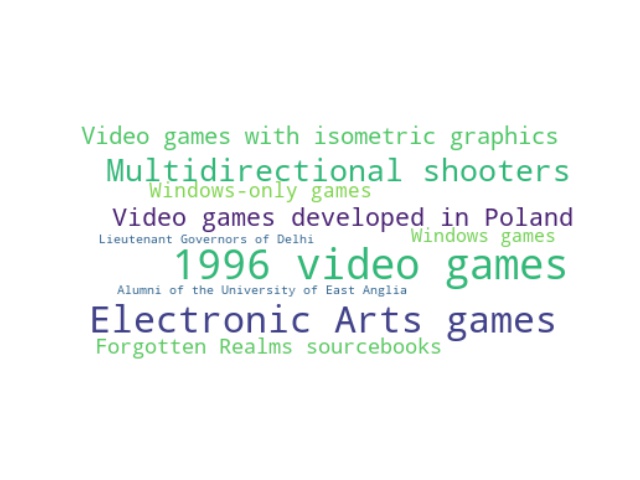 Video games with isometric graphics
Multidirectional shooters
Windows-only games
Video games developed in Poland
Windows games
Lieutenant Governors of Delhi
1996 video games
Alumni of the University of East Anglia
Electronic Arts games
Forgotten Realms sourcebooks